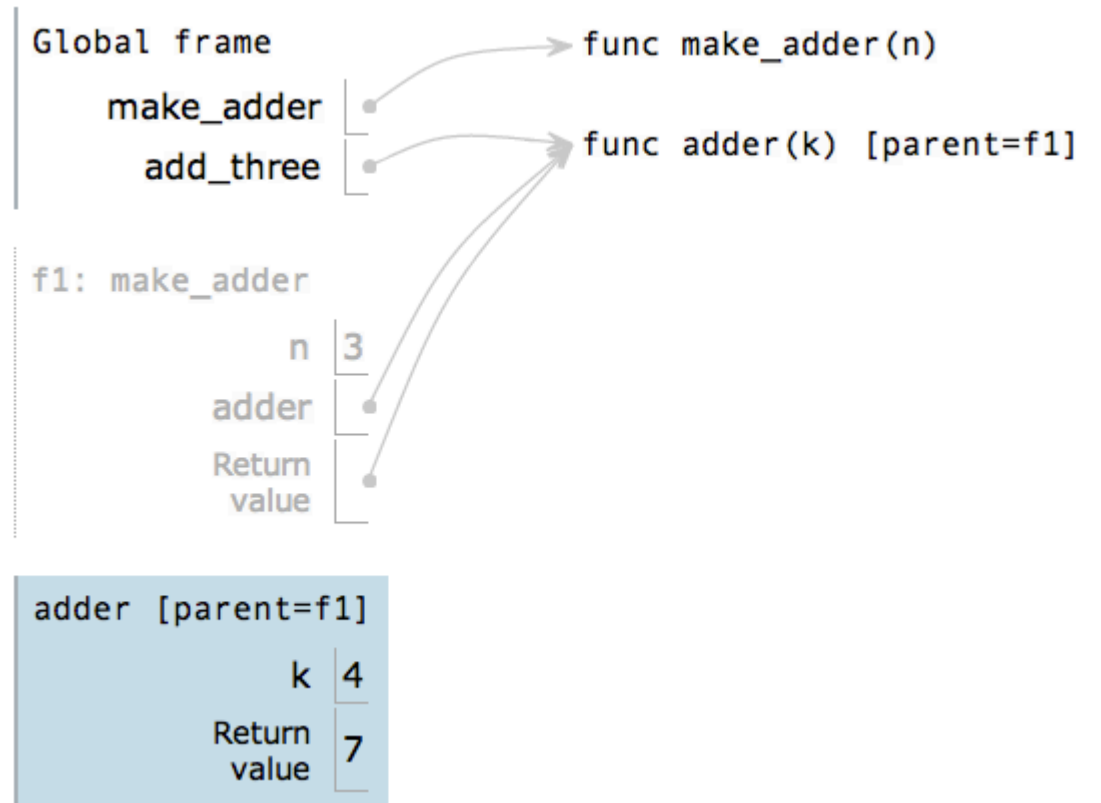 Global frame
func make_adder(n)
make_adder
add_three
func adder(k) [parent=f1]
f1: make_adder
n 3
adder
Return
value
adder [parent=f1]
k 4
Return
value 7